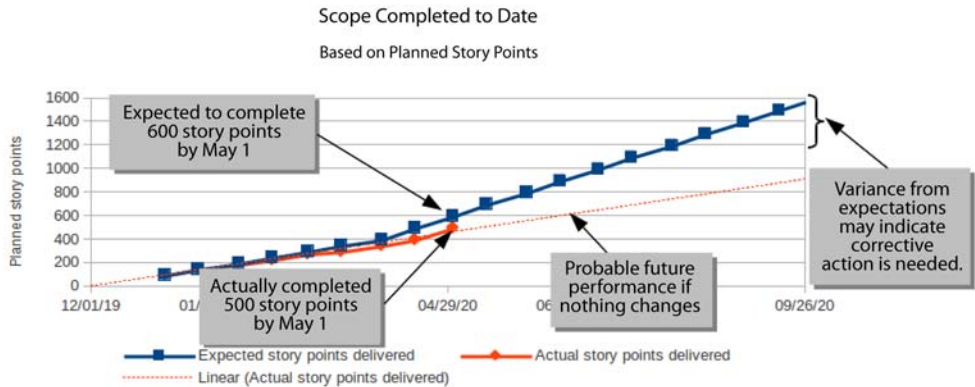 Scope Completed to Date
Based on Planned Story Points
Planned story points
1600
1400
1200
1000
800
600
400
200
0
Expected to complete
600 story points
by May 1
Actually completed
500 story points
by May 1
Probable future
performance if
nothing changes
Variance from
expectations
may indicate
corrective
action is needed.
12/01/19
04/29/20
09/26/20
Expected story points delivered
Actual story points delivered
Linear (Actual story points delivered)